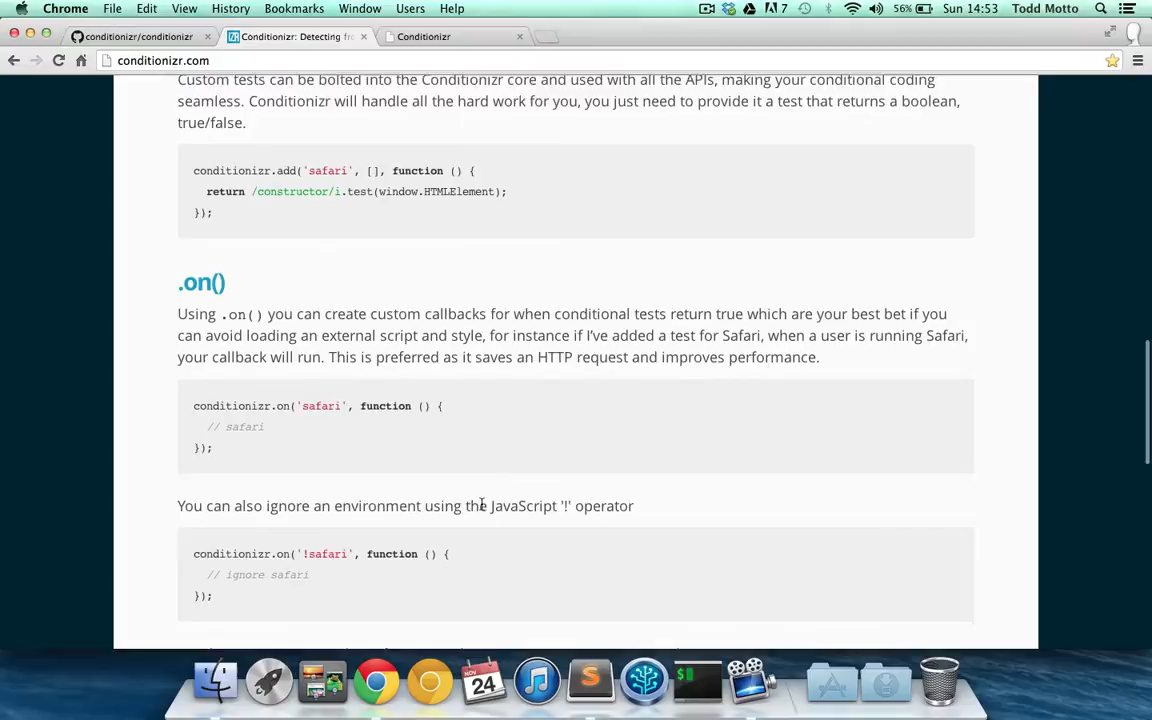 Chrome File Edit View History Bookmarks Window Users Help 7 56% Sun 14:53 Todd Motto
conditionizr/conditionizr Conditionizr: Detecting fro Conditionizr
conditionizr.com
Custom tests can be bolted into the Conditionizr core and used with all the APIs, making your conditional coding
seamless. Conditionizr will handle all the hard work for you, you just need to provide it a test that returns a boolean,
true/false.
conditionizr.add('safari', [], function () {
return /constructor/i.test(window.HTMLElement);
});
.on()
Using .on() you can create custom callbacks for when conditional tests return true which are your best bet if you
can avoid loading an external script and style, for instance if I've added a test for Safari, when a user is running Safari,
your callback will run. This is preferred as it saves an HTTP request and improves performance.
conditionizr.on('safari', function () {
// safari
});
You can also ignore an environment using the JavaScript '!' operator
conditionizr.on('!safari', function () {
// ignore safari
});
NOV
24
S
$